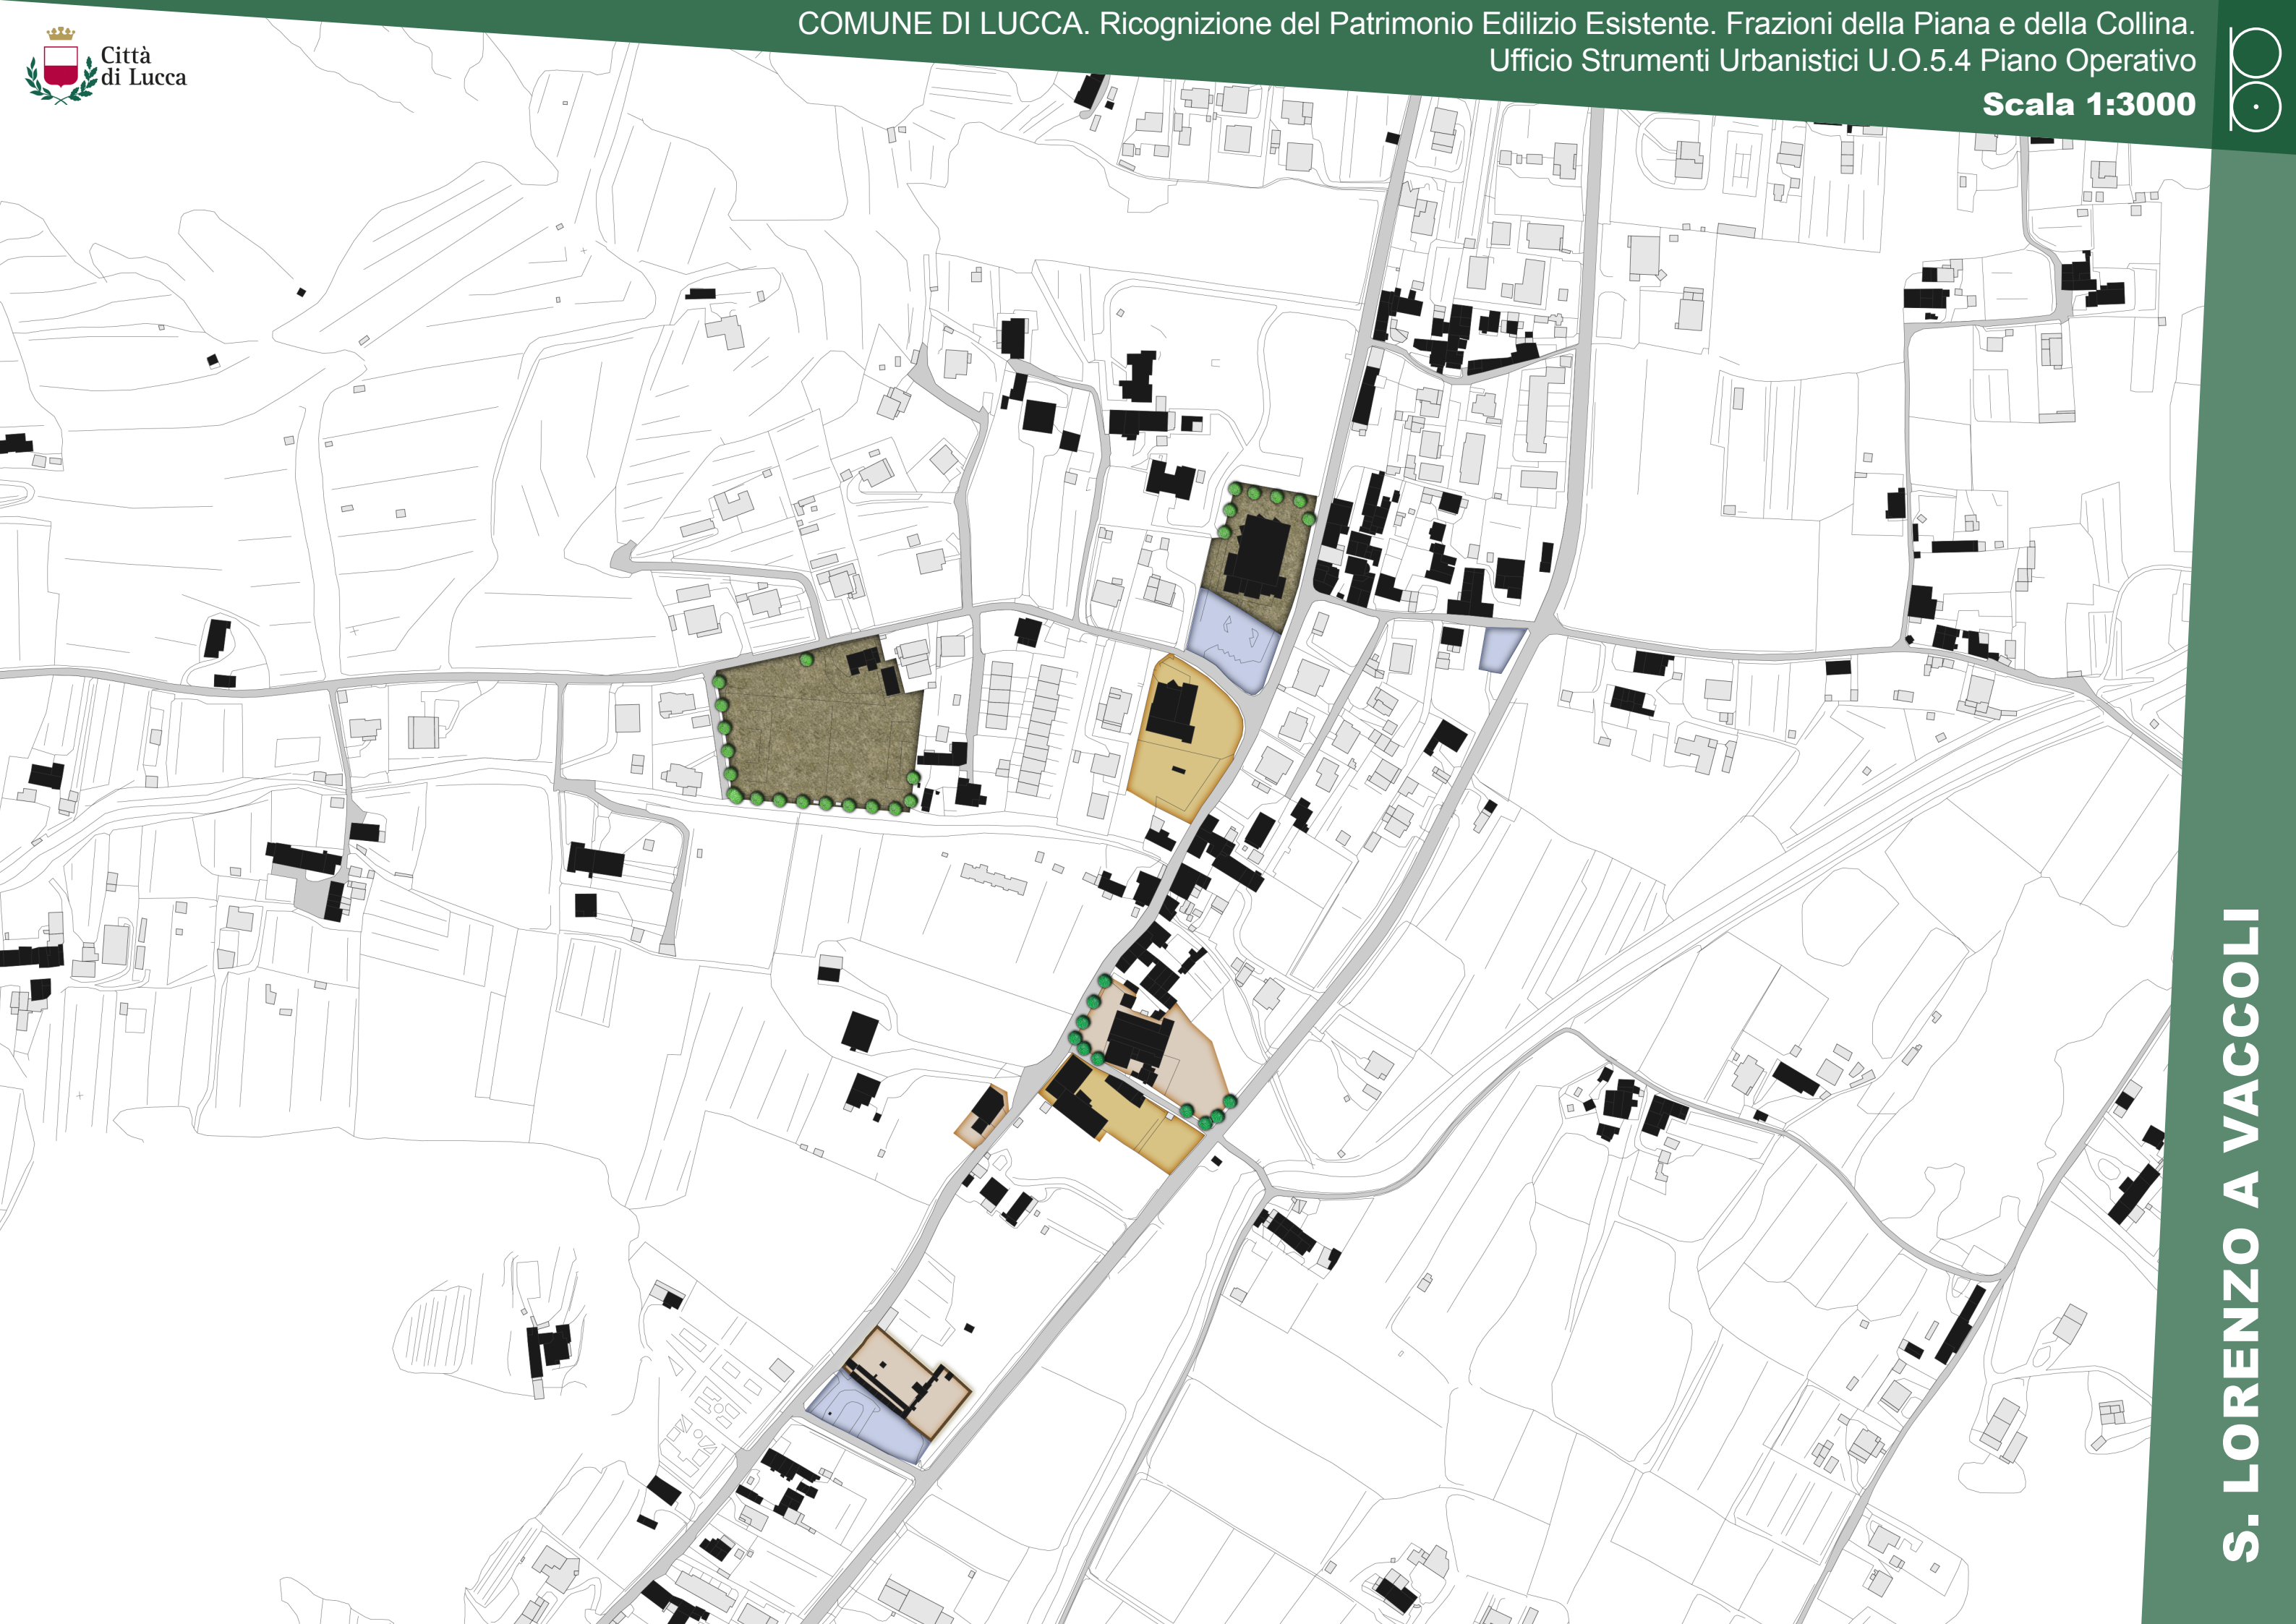 Città
di Lucca
COMUNE DI LUCCA. Ricognizione del Patrimonio Edilizio Esistente. Frazioni della Piana e della Collina.
Ufficio Strumenti Urbanistici U.O.5.4 Piano Operativo
Scala 1:3000
S. LORENZO A VACCOLI